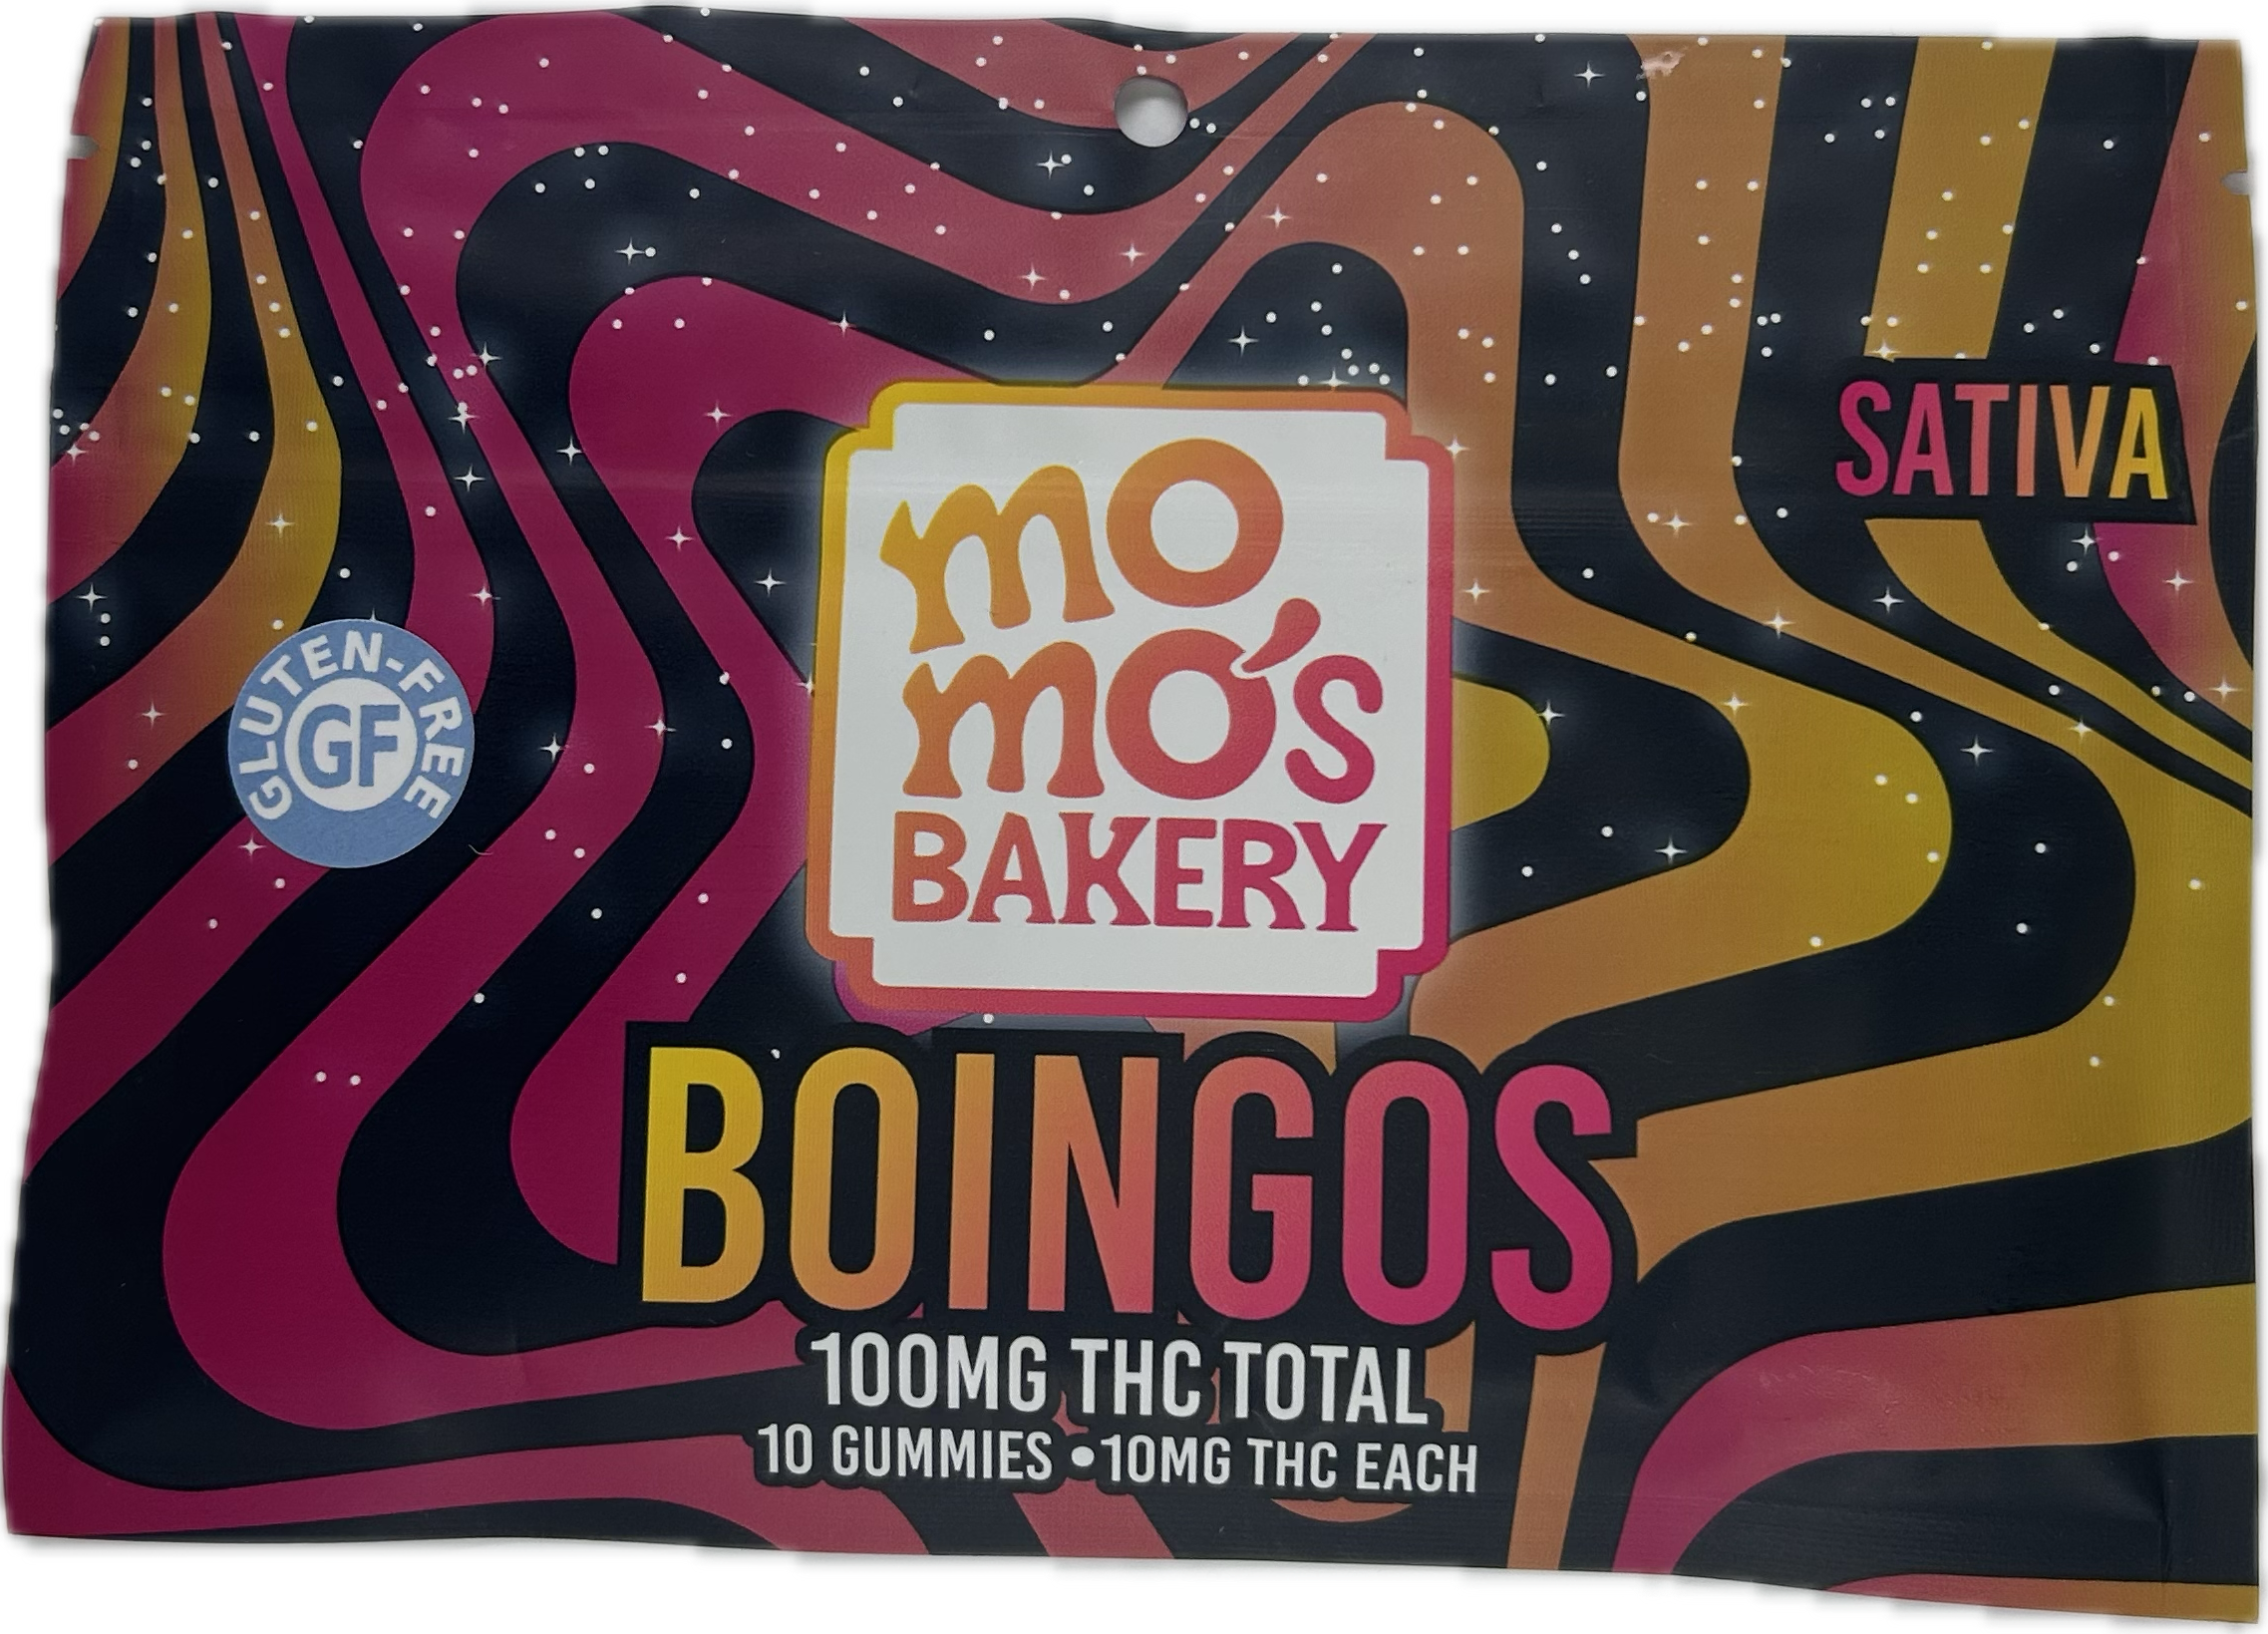 SATIVA
mo
mo's
BAKERY
GLUTEN-FREE
GF
BOINGOS
100MG THC TOTAL
10 GUMMIES • 10MG THC EACH